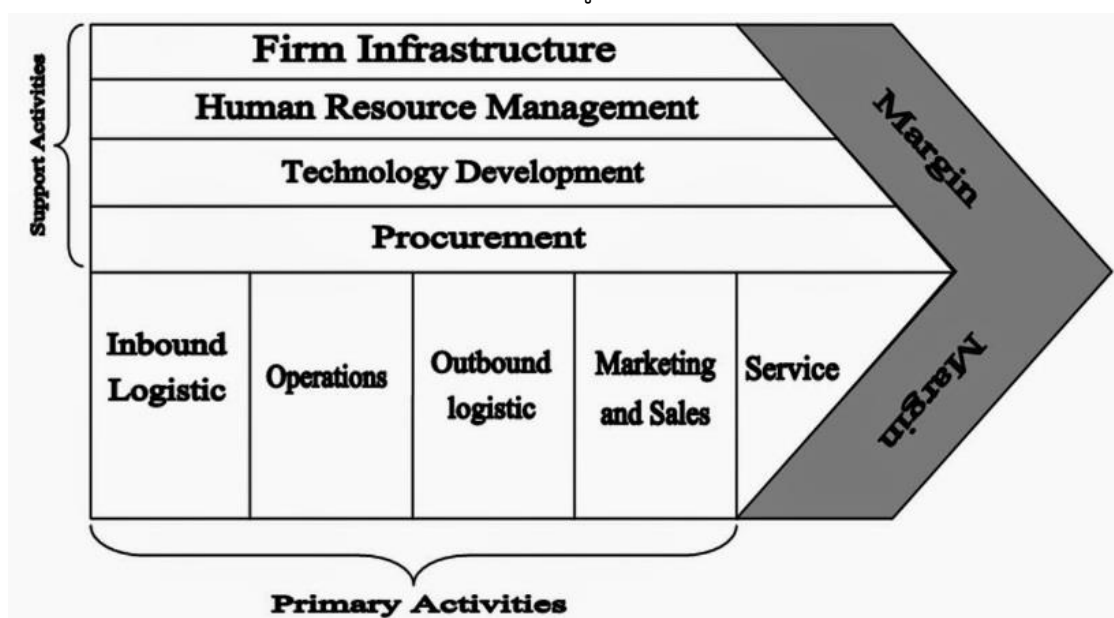 Support Activities
Firm Infrastructure
Human Resource Management
Technology Development
Procurement
Inbound
Logistic
Operations
Outbound
logistic
Marketing
and Sales
Service
Margin
Margin
Primary Activities